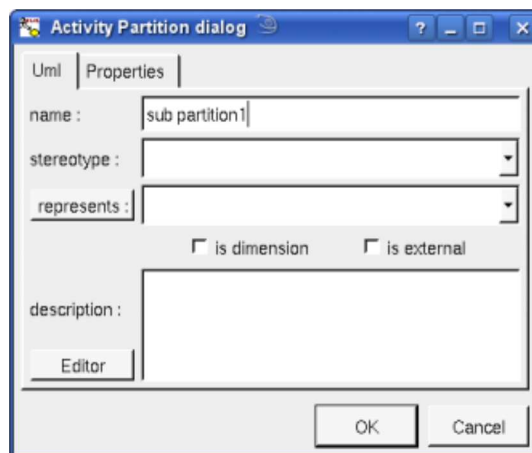 Activity Partition dialog
Uml Properties
name : sub partition1
stereotype :
represents :
is dimension is external
description :
Editor
OK Cancel